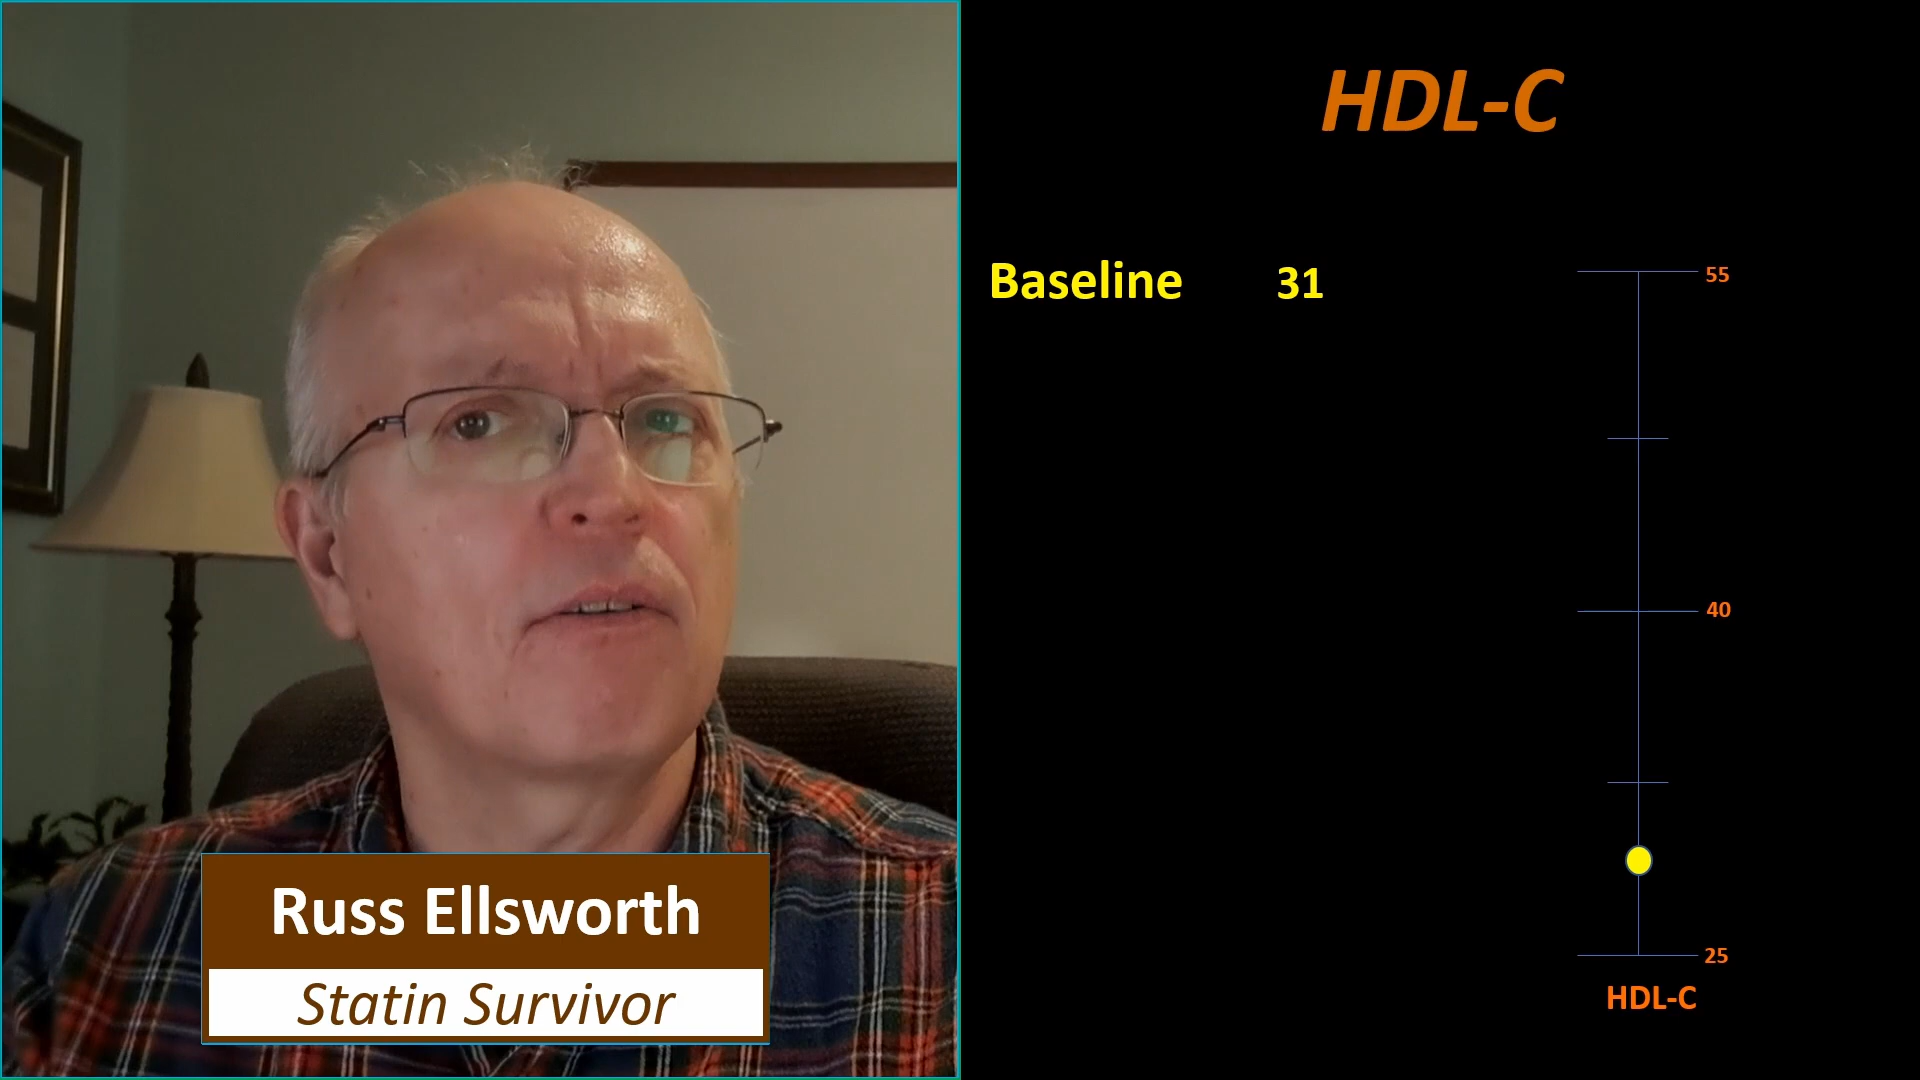 HDL-C
Baseline 31
55
40
25
HDL-C
Russ Ellsworth
Statin Survivor